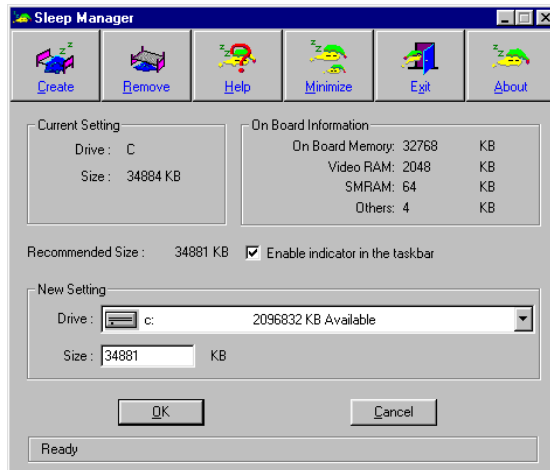 Sleep Manager
Create Remove Help Minimize Exit About
Current Setting
Drive : C
Size : 34884 KB
On Board Information
On Board Memory: 32768 KB
Video RAM: 2048 KB
SMRAM: 64 KB
Others: 4 KB
Recommended Size : 34881 KB Enable indicator in the taskbar
New Setting
Drive : c: 2096832 KB Available
Size : 34881 KB
OK Cancel
Ready